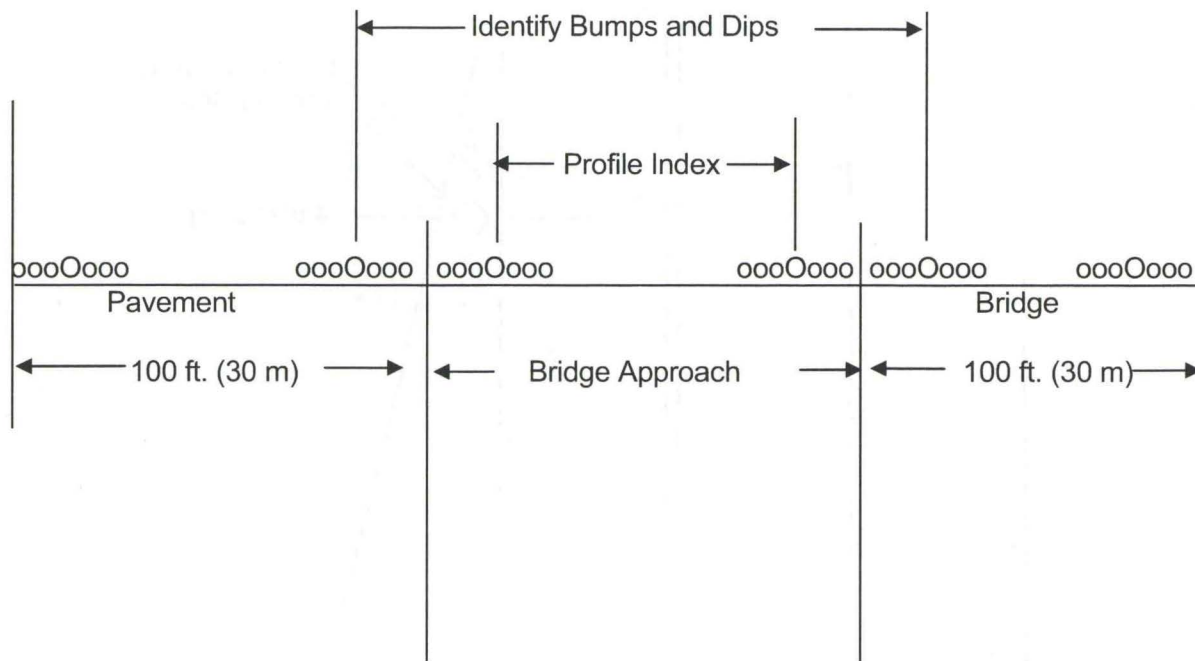 Identify Bumps and Dips
Profile Index
oooOooo oooOooo oooOooo oooOooo oooOooo oooOooo
Pavement Bridge
100 ft. (30 m) Bridge Approach 100 ft. (30 m)